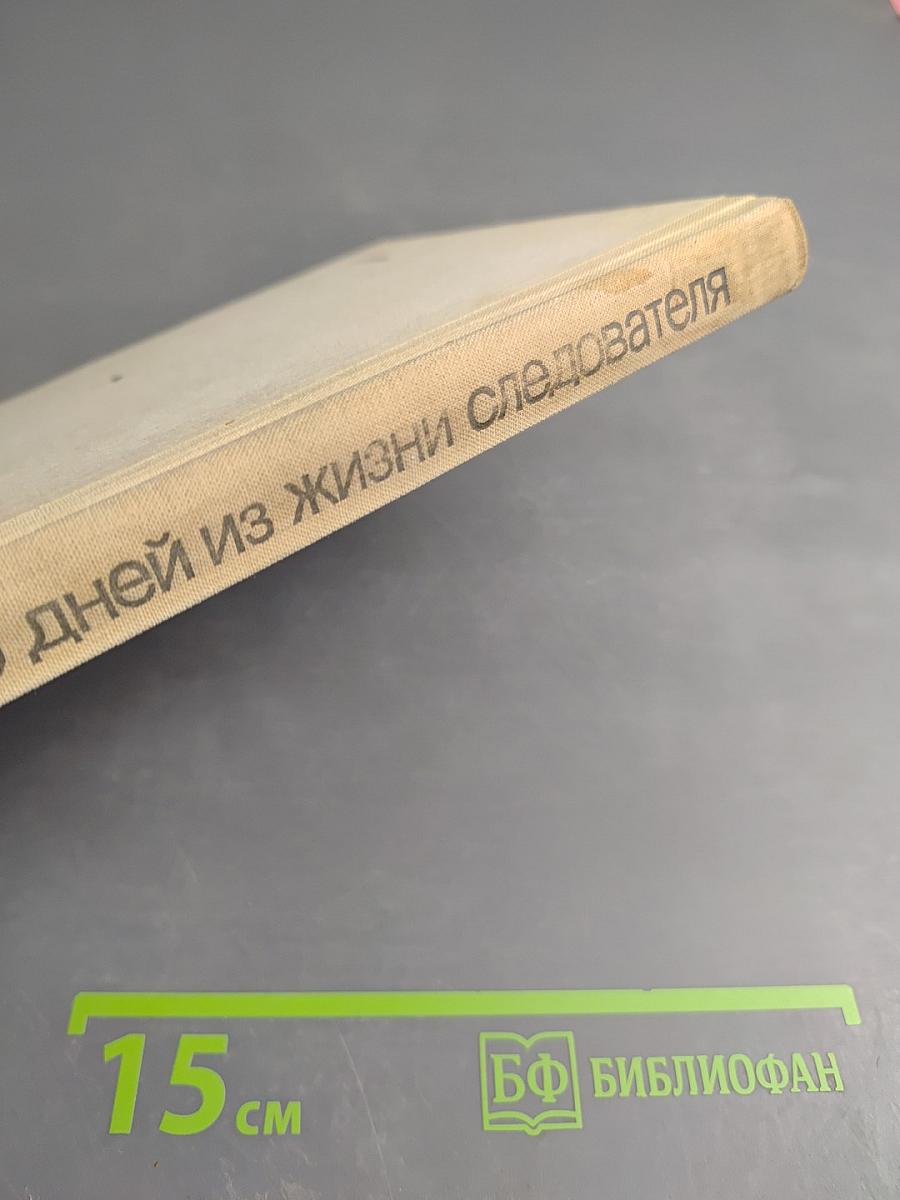 дней из жизни следователя
15 см
БФ БИБЛИОФАН